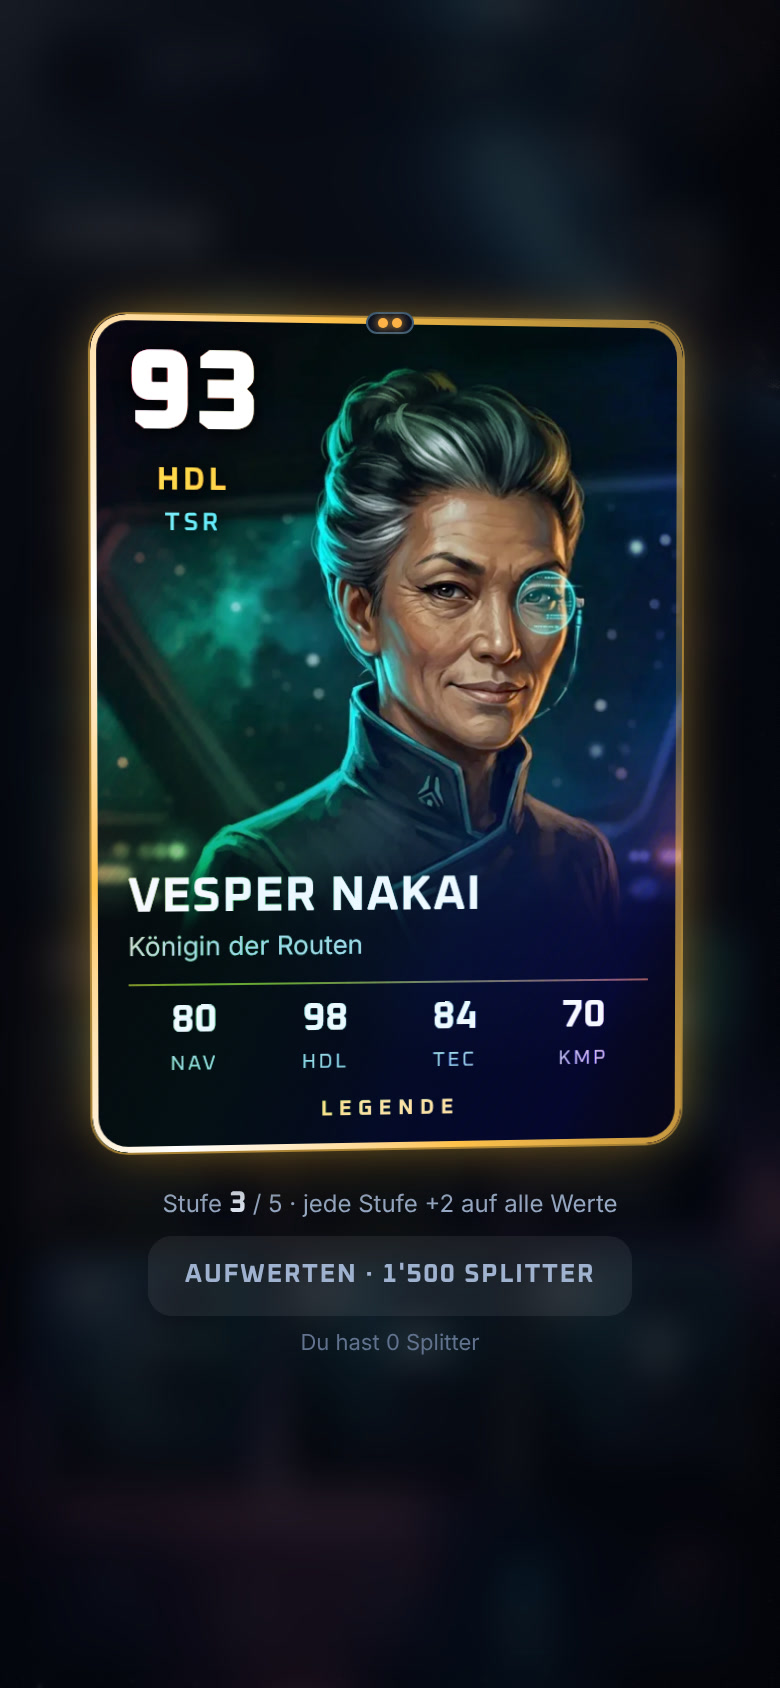 93
HDL
TSR
VESPER NAKAI
Königin der Routen
80 98 84 70
NAV HDL TEC KMP
LEGENDE
Stufe 3 / 5 · jede Stufe +2 auf alle Werte
AUFWERTEN · 1'500 SPLITTER
Du hast 0 Splitter